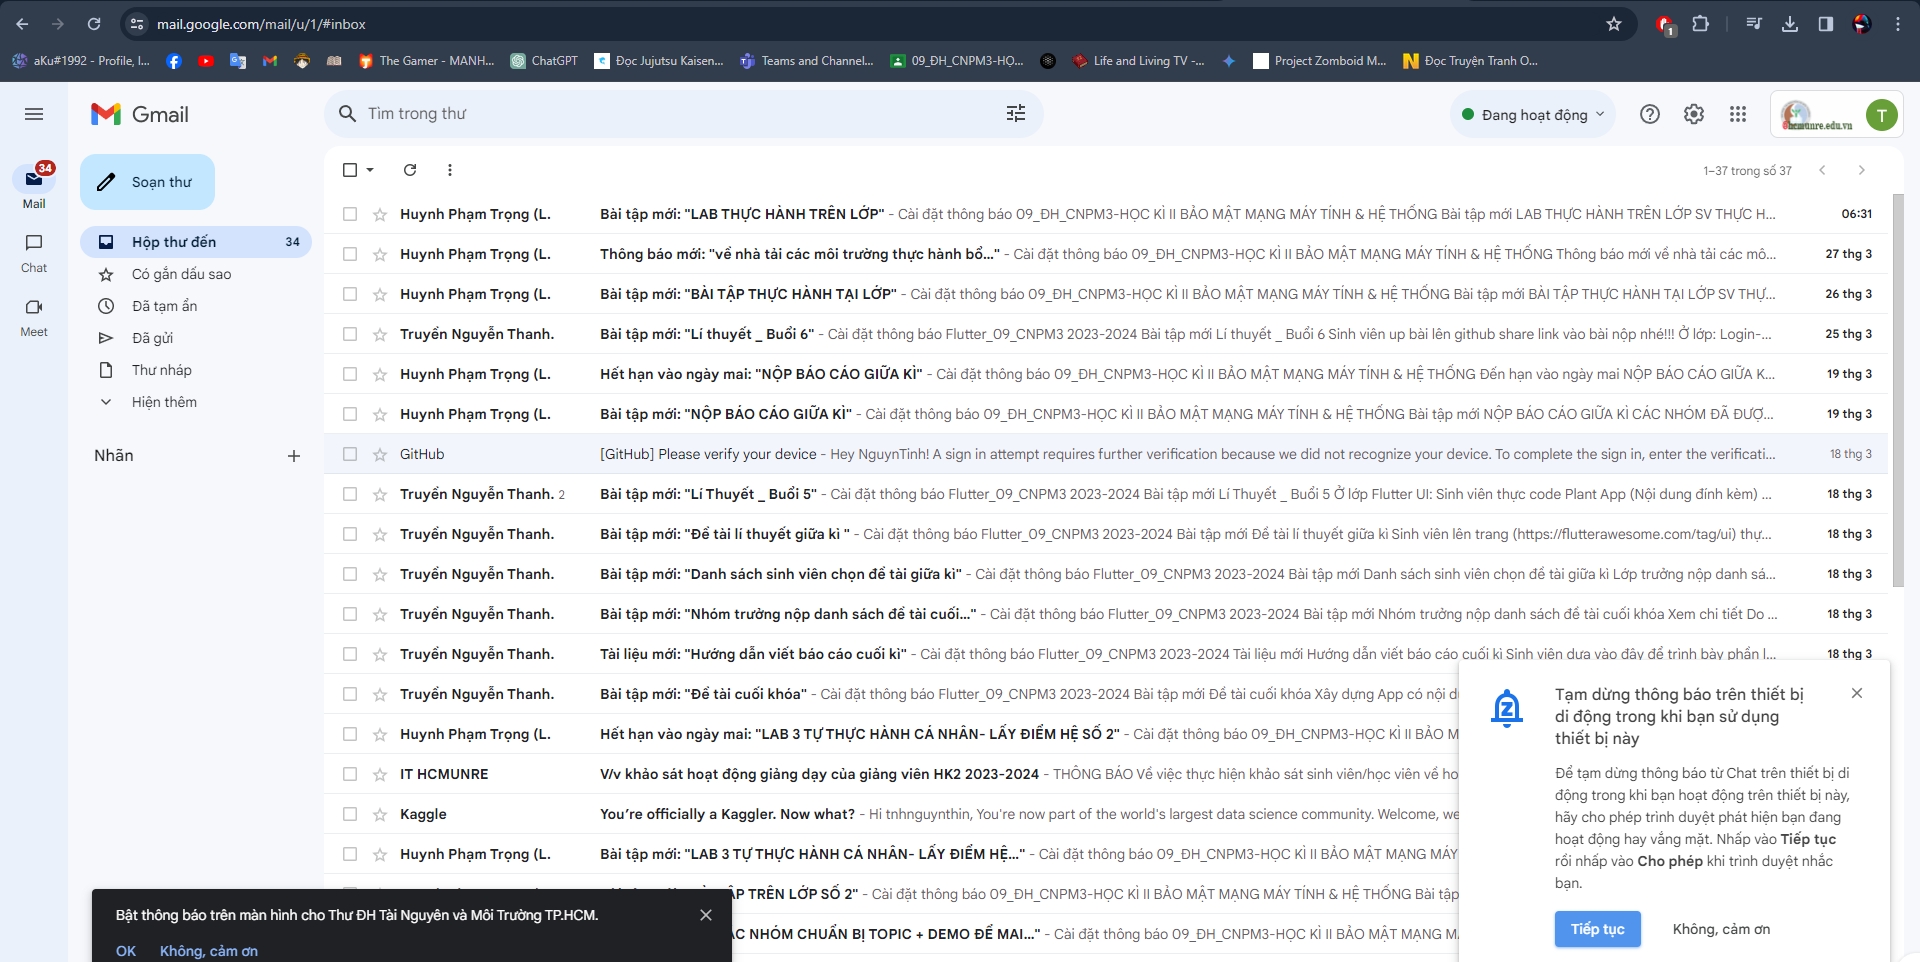 mail.google.com/mail/u/1/#inbox
1
aKu#1992 - Profile, I...
The Gamer - MANH...
ChatGPT
Đọc Jujutsu Kaisen...
Teams and Channel...
09_ĐH_CNPM3-HỌ...
Life and Living TV -...
Project Zomboid M...
Đọc Truyện Tranh O...
Gmail
Tìm trong thư
Đang hoạt động
hcmunre.edu.vn
T
34
Mail
Chat
Meet
Soạn thư
Hộp thư đến 34
Có gắn dấu sao
Đã tạm ẩn
Đã gửi
Thư nháp
Hiện thêm
Nhãn
1–37 trong số 37
Huynh Phạm Trọng (L. Bài tập mới: "LAB THỰC HÀNH TRÊN LỚP" - Cài đặt thông báo 09_ĐH_CNPM3-HỌC KÌ II BẢO MẬT MẠNG MÁY TÍNH & HỆ THỐNG Bài tập mới LAB THỰC HÀNH TRÊN LỚP SV THỰC H... 06:31
Huynh Phạm Trọng (L. Thông báo mới: "về nhà tải các môi trường thực hành bổ..." - Cài đặt thông báo 09_ĐH_CNPM3-HỌC KÌ II BẢO MẬT MẠNG MÁY TÍNH & HỆ THỐNG Thông báo mới về nhà tải các mô... 27 thg 3
Huynh Phạm Trọng (L. Bài tập mới: "BÀI TẬP THỰC HÀNH TẠI LỚP" - Cài đặt thông báo 09_ĐH_CNPM3-HỌC KÌ II BẢO MẬT MẠNG MÁY TÍNH & HỆ THỐNG Bài tập mới BÀI TẬP THỰC HÀNH TẠI LỚP SV THỰ... 26 thg 3
Truyền Nguyễn Thanh. Bài tập mới: "Lí thuyết _ Buổi 6" - Cài đặt thông báo Flutter_09_CNPM3 2023-2024 Bài tập mới Lí thuyết _ Buổi 6 Sinh viên up bài lên github share link vào bài nộp nhé!!! Ở lớp: Login-... 25 thg 3
Huynh Phạm Trọng (L. Hết hạn vào ngày mai: "NỘP BÁO CÁO GIỮA KÌ" - Cài đặt thông báo 09_ĐH_CNPM3-HỌC KÌ II BẢO MẬT MẠNG MÁY TÍNH & HỆ THỐNG Đến hạn vào ngày mai NỘP BÁO CÁO GIỮA K... 19 thg 3
Huynh Phạm Trọng (L. Bài tập mới: "NỘP BÁO CÁO GIỮA KÌ" - Cài đặt thông báo 09_ĐH_CNPM3-HỌC KÌ II BẢO MẬT MẠNG MÁY TÍNH & HỆ THỐNG Bài tập mới NỘP BÁO CÁO GIỮA KÌ CÁC NHÓM ĐÃ ĐƯỢ... 19 thg 3
GitHub [GitHub] Please verify your device - Hey NguynTinh! A sign in attempt requires further verification because we did not recognize your device. To complete the sign in, enter the verificati... 18 thg 3
Truyền Nguyễn Thanh. 2 Bài tập mới: "Lí Thuyết _ Buổi 5" - Cài đặt thông báo Flutter_09_CNPM3 2023-2024 Bài tập mới Lí Thuyết _ Buổi 5 Ở lớp Flutter UI: Sinh viên thực code Plant App (Nội dung đính kèm) ... 18 thg 3
Truyền Nguyễn Thanh. Bài tập mới: "Đề tài lí thuyết giữa kì " - Cài đặt thông báo Flutter_09_CNPM3 2023-2024 Bài tập mới Đề tài lí thuyết giữa kì Sinh viên lên trang (https://flutterawesome.com/tag/ui) thự... 18 thg 3
Truyền Nguyễn Thanh. Bài tập mới: "Danh sách sinh viên chọn đề tài giữa kì" - Cài đặt thông báo Flutter_09_CNPM3 2023-2024 Bài tập mới Danh sách sinh viên chọn đề tài giữa kì Lớp trưởng nộp danh sá... 18 thg 3
Truyền Nguyễn Thanh. Bài tập mới: "Nhóm trưởng nộp danh sách đề tài cuối..." - Cài đặt thông báo Flutter_09_CNPM3 2023-2024 Bài tập mới Nhóm trưởng nộp danh sách đề tài cuối khóa Xem chi tiết Do ... 18 thg 3
Truyền Nguyễn Thanh. Tài liệu mới: "Hướng dẫn viết báo cáo cuối kì" - Cài đặt thông báo Flutter_09_CNPM3 2023-2024 Tài liệu mới Hướng dẫn viết báo cáo cuối kì Sinh viên dựa vào đây để trình bày phần l... 18 thg 3
Truyền Nguyễn Thanh. Bài tập mới: "Đề tài cuối khóa" - Cài đặt thông báo Flutter_09_CNPM3 2023-2024 Bài tập mới Đề tài cuối khóa Xây dựng App có nội d
Huynh Phạm Trọng (L. Hết hạn vào ngày mai: "LAB 3 TỰ THỰC HÀNH CÁ NHÂN- LẤY ĐIỂM HỆ SỐ 2" - Cài đặt thông báo 09_ĐH_CNPM3-HỌC KÌ II BẢO M
IT HCMUNRE V/v khảo sát hoạt động giảng dạy của giảng viên HK2 2023-2024 - THÔNG BÁO Về việc thực hiện khảo sát sinh viên/học viên về ho
Kaggle You're officially a Kaggler. Now what? - Hi tnhnguynthin, You're now part of the world's largest data science community. Welcome, we
Huynh Phạm Trọng (L. Bài tập mới: "LAB 3 TỰ THỰC HÀNH CÁ NHÂN- LẤY ĐIỂM HỆ..." - Cài đặt thông báo 09_ĐH_CNPM3-HỌC KÌ II BẢO MẬT MẠNG MÁY
ẬP TRÊN LỚP SỐ 2" - Cài đặt thông báo 09_ĐH_CNPM3-HỌC KÌ II BẢO MẬT MẠNG MÁY TÍNH & HỆ THỐNG Bài tập
ÁC NHÓM CHUẨN BỊ TOPIC + DEMO ĐỂ MAI..." - Cài đặt thông báo 09_ĐH_CNPM3-HỌC KÌ II BẢO MẬT MẠNG M
Tạm dừng thông báo trên thiết bị
di động trong khi bạn sử dụng
thiết bị này
Để tạm dừng thông báo từ Chat trên thiết bị di
động trong khi bạn hoạt động trên thiết bị này,
hãy cho phép trình duyệt phát hiện bạn đang
hoạt động hay vắng mặt. Nhấp vào Tiếp tục
rồi nhấp vào Cho phép khi trình duyệt nhắc
bạn.
Tiếp tục
Không, cảm ơn
Bật thông báo trên màn hình cho Thư ĐH Tài Nguyên và Môi Trường TP.HCM.
OK Không, cảm ơn